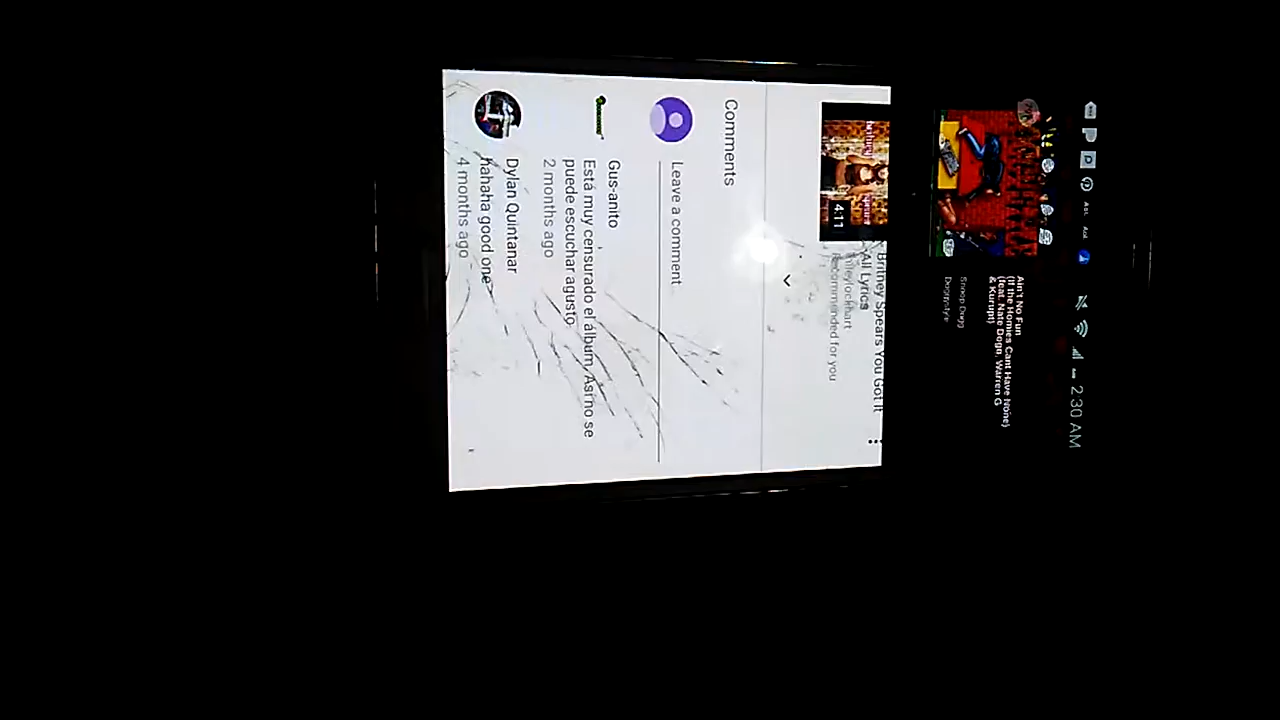 2:30 AM
Ain't No Fun
(If the Homies Cant Have None)
(feat. Nate Dogg, Warren G
& Kurupt)
Snoop Dogg
Doggystyle
Britney Spears You Got It
All Lyrics
Recommended for you
4:11
Comments
Leave a comment
Gus-anito
Está muy censurado el álbum. Así no se
puede escuchar agusto
2 months ago
Dylan Quintanar
hahaha good one
4 months ago